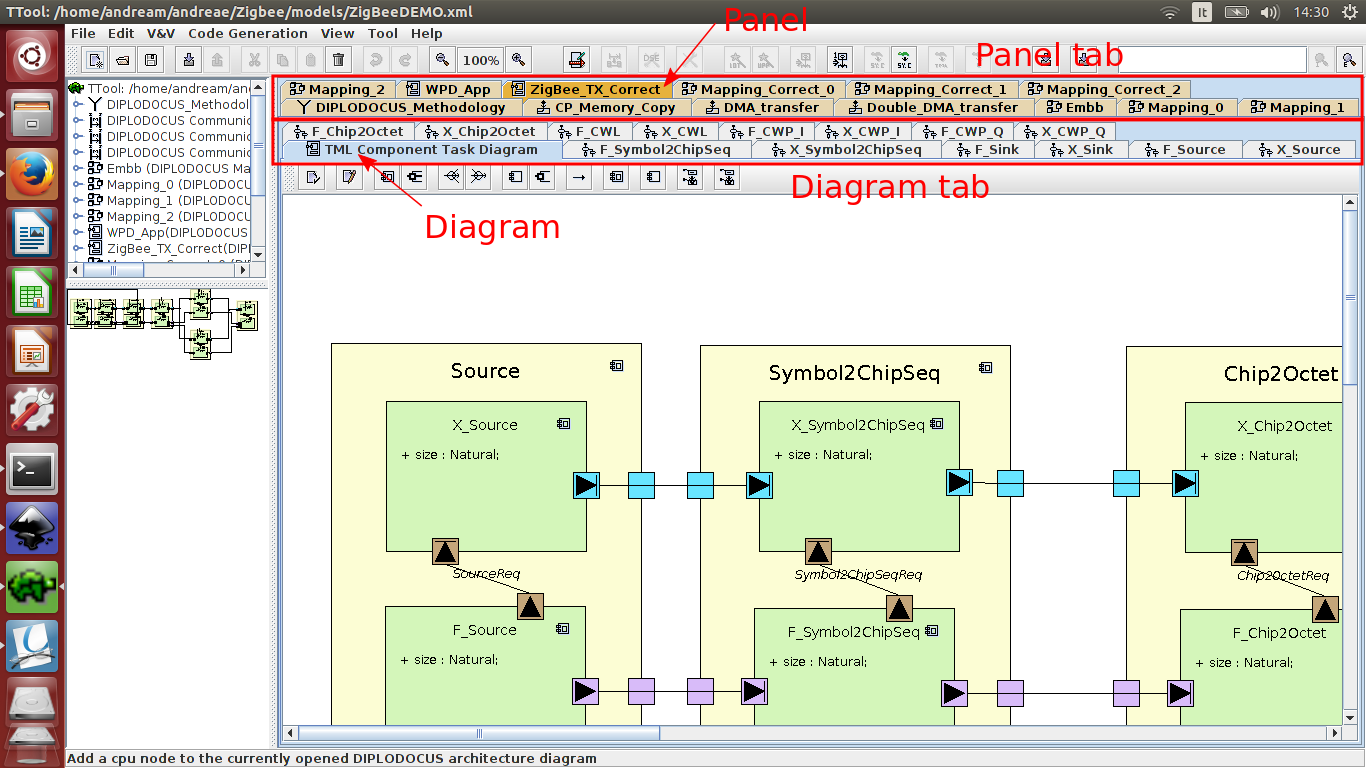 TTool: /home/andream/andreae/Zigbee/models/ZigBeeDEMO.xml
It
14:30
File Edit V&V Code Generation View Tool Help
100%
Panel
Panel tab
TTool: /home/andream/an
DIPLODOCUS_Methodol
DIPLODOCUS Communic
DIPLODOCUS Communic
DIPLODOCUS Communic
Embb (DIPLODOCUS Ma
Mapping_0 (DIPLODOCU
Mapping_1 (DIPLODOCU
Mapping_2 (DIPLODOCU
WPD_App(DIPLODOCUS
ZigBee_TX_Correct(DIPI
Mapping_2 WPD_App ZigBee_TX_Correct Mapping_Correct_0 Mapping_Correct_1 Mapping_Correct_2
DIPLODOCUS_Methodology CP_Memory_Copy DMA_transfer Double_DMA_transfer Embb Mapping_0 Mapping_1
F_Chip2Octet X_Chip2Octet F_CWL X_CWL F_CWP_I X_CWP_I F_CWP_Q X_CWP_Q
TML Component Task Diagram F_Symbol2ChipSeq X_Symbol2ChipSeq F_Sink X_Sink F_Source X_Source
Diagram tab
Diagram
Source Symbol2ChipSeq Chip2Octet
X_Source X_Symbol2ChipSeq X_Chip2Octet
+ size : Natural; + size : Natural; + size : Natural;
SourceReq Symbol2ChipSeqReq Chip2OctetReq
F_Source F_Symbol2ChipSeq F_Chip2Octet
+ size : Natural; + size : Natural; + size : Natural;
Add a cpu node to the currently opened DIPLODOCUS architecture diagram